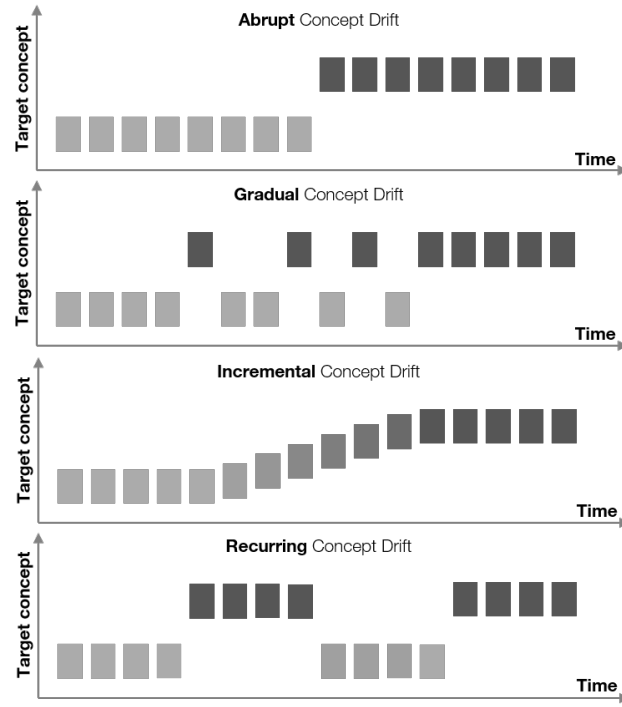 Abrupt Concept Drift
Target concept
Time
Gradual Concept Drift
Target concept
Time
Incremental Concept Drift
Target concept
Time
Recurring Concept Drift
Target concept
Time